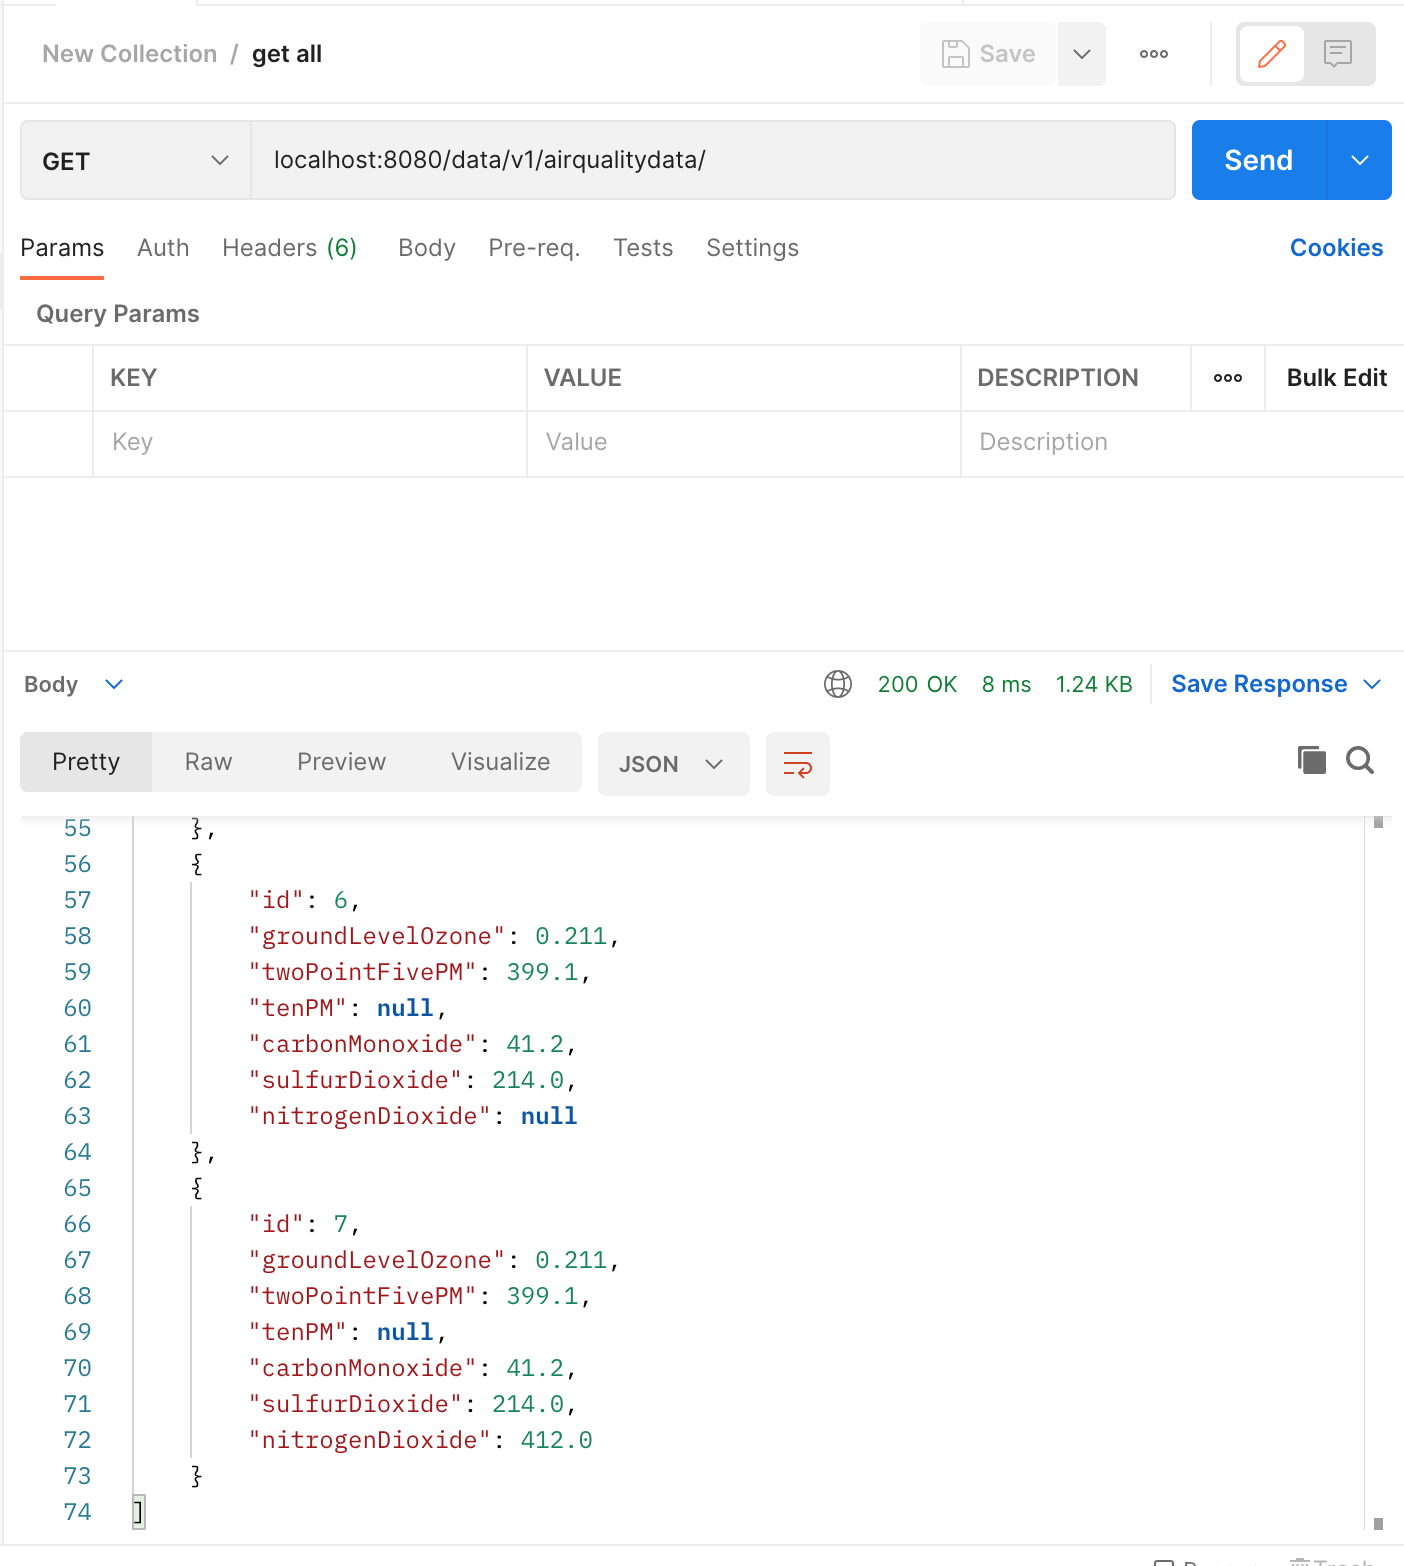 New Collection / get all
Save
GET
localhost:8080/data/v1/airqualitydata/
Send
Params Auth Headers (6) Body Pre-req. Tests Settings Cookies
Query Params
KEY VALUE DESCRIPTION Bulk Edit
Key Value Description
Body 200 OK 8 ms 1.24 KB Save Response
Pretty Raw Preview Visualize JSON
55 },
56 {
57 "id": 6,
58 "groundLevelOzone": 0.211,
59 "twoPointFivePM": 399.1,
60 "tenPM": null,
61 "carbonMonoxide": 41.2,
62 "sulfurDioxide": 214.0,
63 "nitrogenDioxide": null
64 },
65 {
66 "id": 7,
67 "groundLevelOzone": 0.211,
68 "twoPointFivePM": 399.1,
69 "tenPM": null,
70 "carbonMonoxide": 41.2,
71 "sulfurDioxide": 214.0,
72 "nitrogenDioxide": 412.0
73 }
74 ]